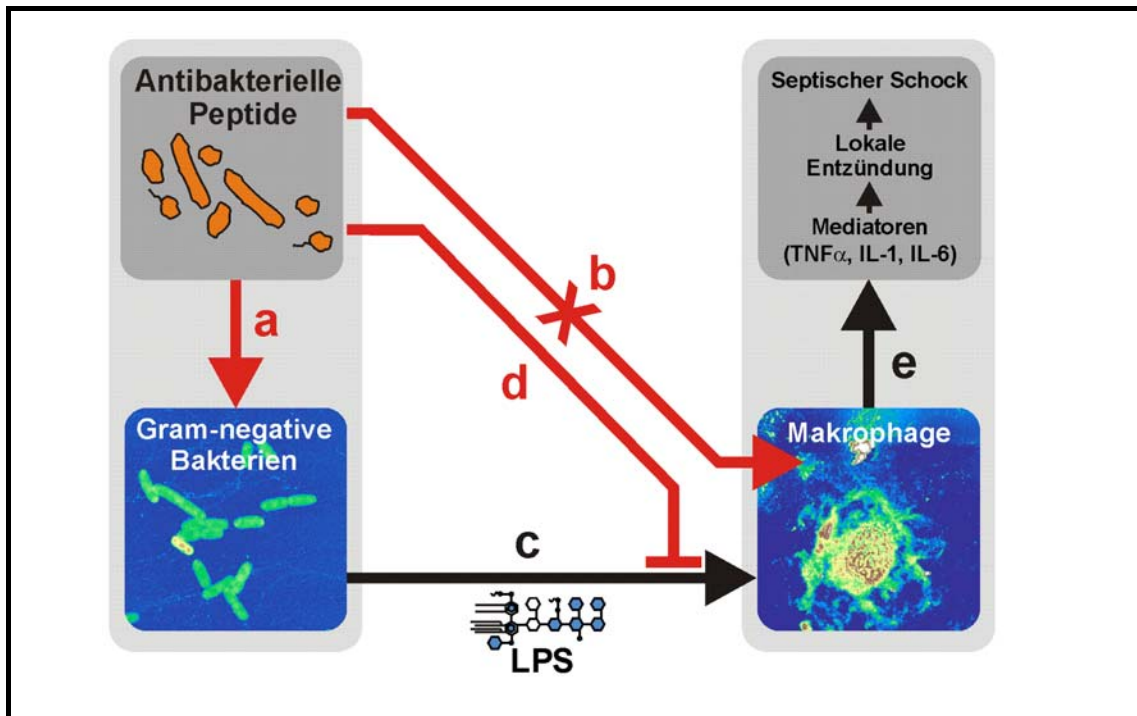 Antibakterielle
Peptide
a
Gram-negative
Bakterien
b
d
c
LPS
Septischer Schock
Lokale
Entzündung
Mediatoren
(TNFα, IL-1, IL-6)
e
Makrophage